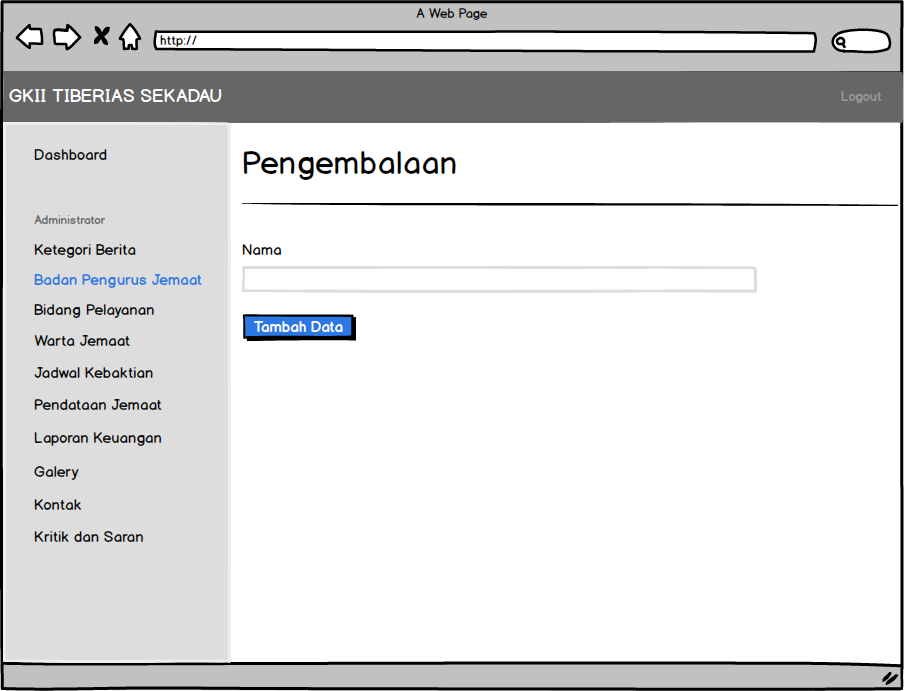 A Web Page
http://
GKII TIBERIAS SEKADAU
Logout
Dashboard
Administrator
Ketegori Berita
Badan Pengurus Jemaat
Bidang Pelayanan
Warta Jemaat
Jadwal Kebaktian
Pendataan Jemaat
Laporan Keuangan
Galery
Kontak
Kritik dan Saran
Pengembalaan
Nama
Tambah Data